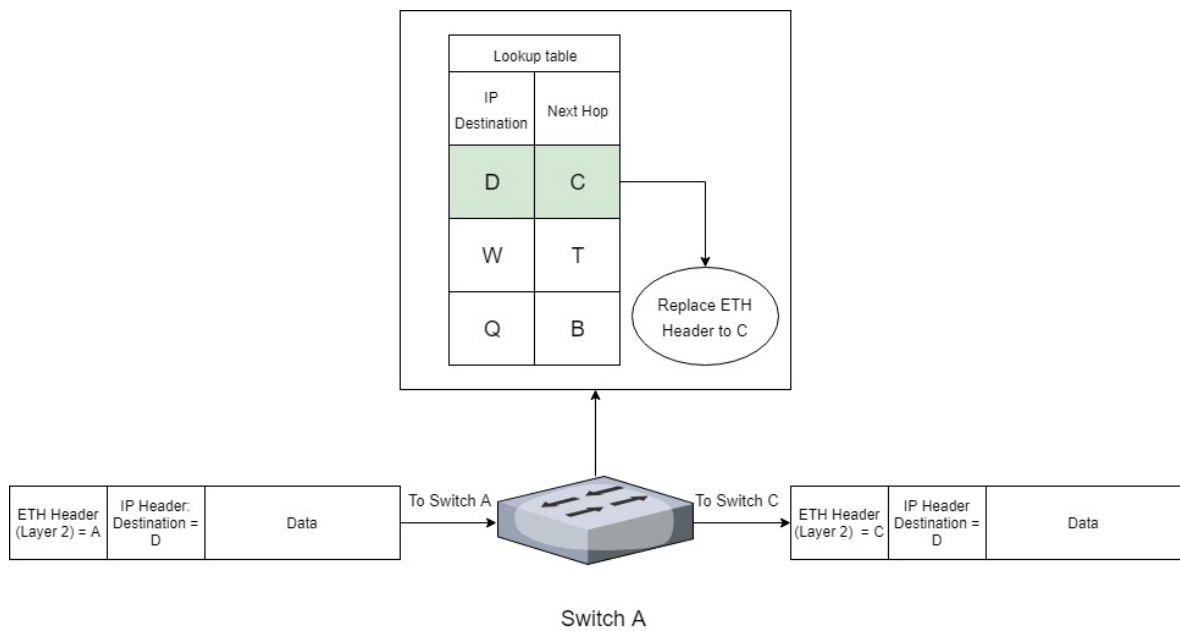 Lookup table
IP
Destination
Next Hop
D
C
W
T
Q
B
Replace ETH
Header to C
ETH Header
(Layer 2) = A
IP Header:
Destination =
D
Data
To Switch A
To Switch C
ETH Header
(Layer 2) = C
IP Header
Destination =
D
Data
Switch A